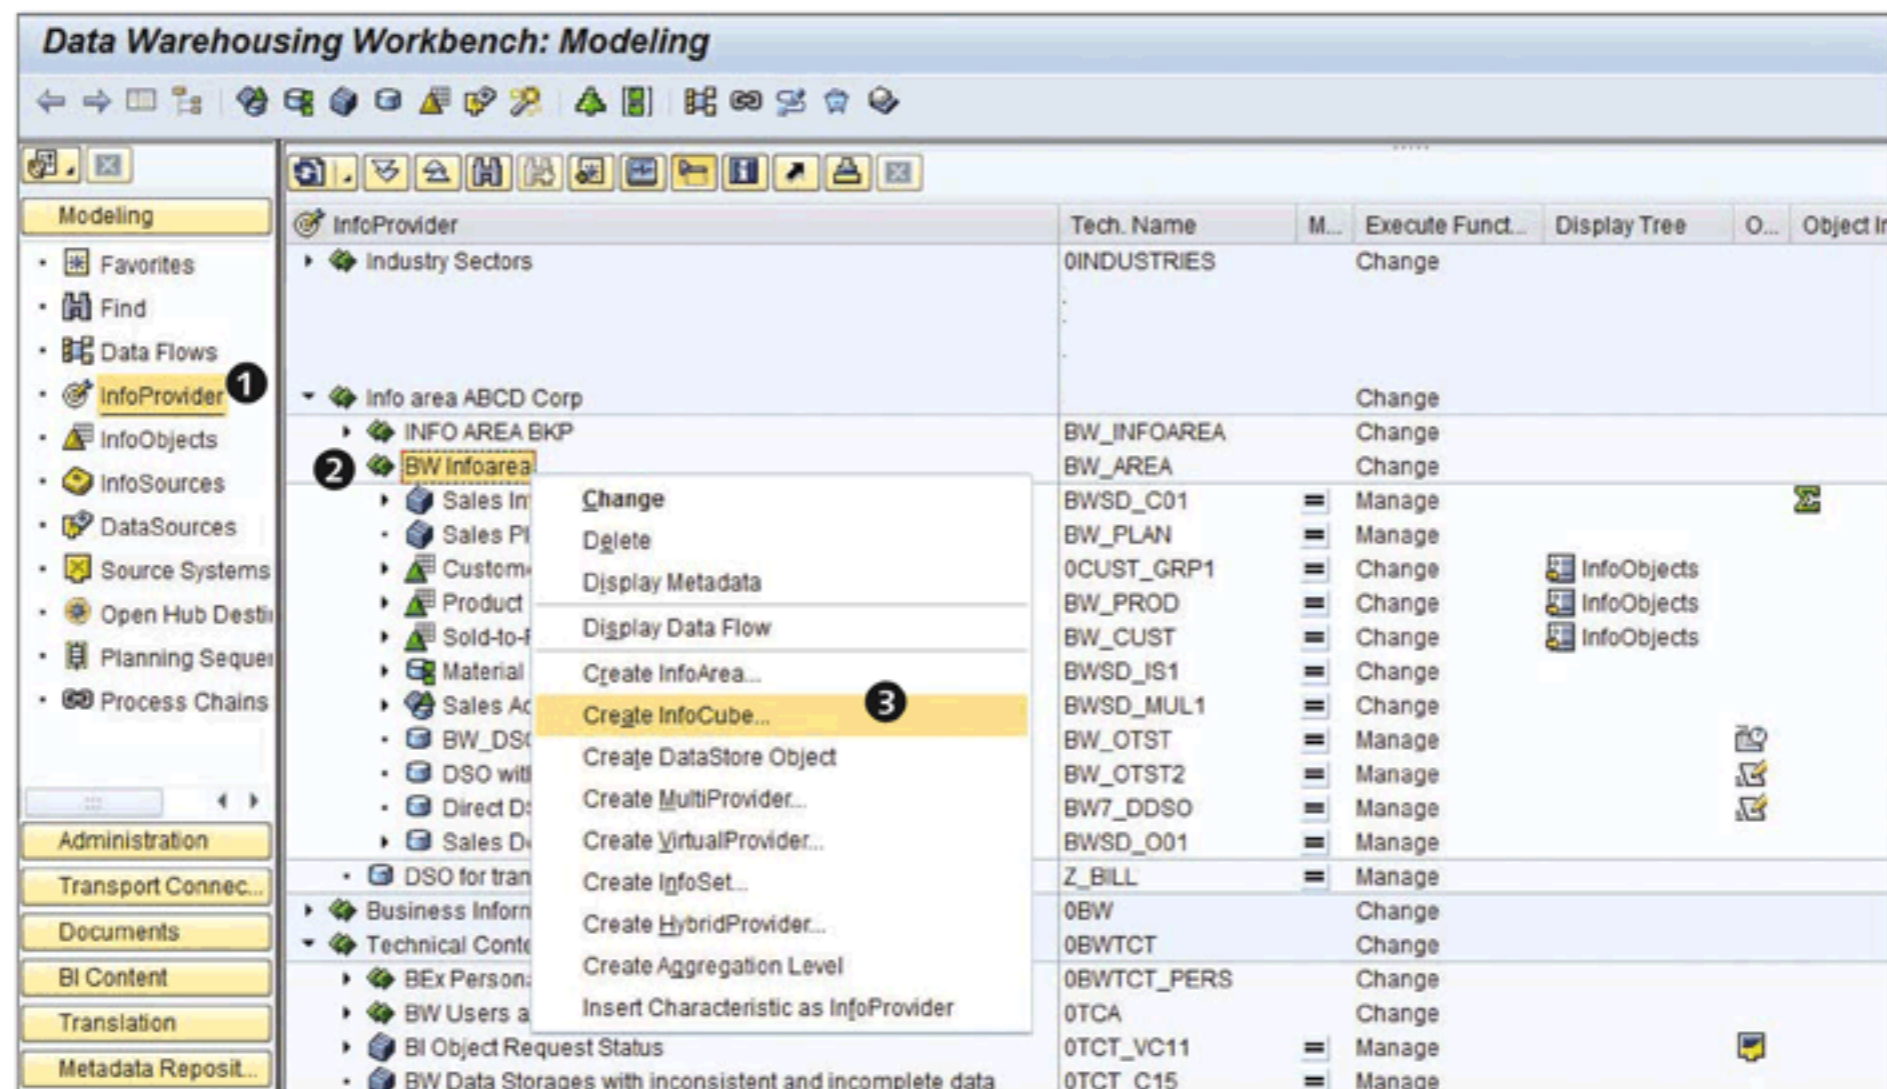 Data Warehousing Workbench: Modeling
Modeling
Favorites
Find
Data Flows
InfoProvider 1
InfoObjects
InfoSources
DataSources
Source Systems
Open Hub Desti
Planning Sequen
Process Chains
Administration
Transport Connec...
Documents
BI Content
Translation
Metadata Reposit...
InfoProvider Tech. Name M... Execute Funct... Display Tree O... Object In
Industry Sectors 0INDUSTRIES Change
Info area ABCD Corp Change
INFO AREA BKP BW_INFOAREA Change
2 BW Infoarea BW_AREA Change
Sales In BWSD_C01 = Manage
Sales Pl BW_PLAN = Manage
Custom 0CUST_GRP1 = Change InfoObjects
Product BW_PROD = Change InfoObjects
Sold-to- BW_CUST = Change InfoObjects
Material BWSD_IS1 = Change
Sales Ac BWSD_MUL1 = Change
BW_DS BW_OTST = Manage
DSO with BW_OTST2 = Manage
Direct D BW7_DDSO = Manage
Sales D BWSD_O01 = Manage
DSO for tran Z_BILL = Manage
Business Inform 0BW Change
Technical Conte 0BWTCT Change
BEx Persona 0BWTCT_PERS Change
BW Users a 0TCA Change
BI Object Request Status 0TCT_VC11 = Manage
BW Data Storages with inconsistent and incomplete data 0TCT_C15 = Manage
Change
Delete
Display Metadata
Display Data Flow
Create InfoArea...
Create InfoCube... 3
Create DataStore Object
Create MultiProvider...
Create VirtualProvider...
Create InfoSet...
Create HybridProvider...
Create Aggregation Level
Insert Characteristic as InfoProvider